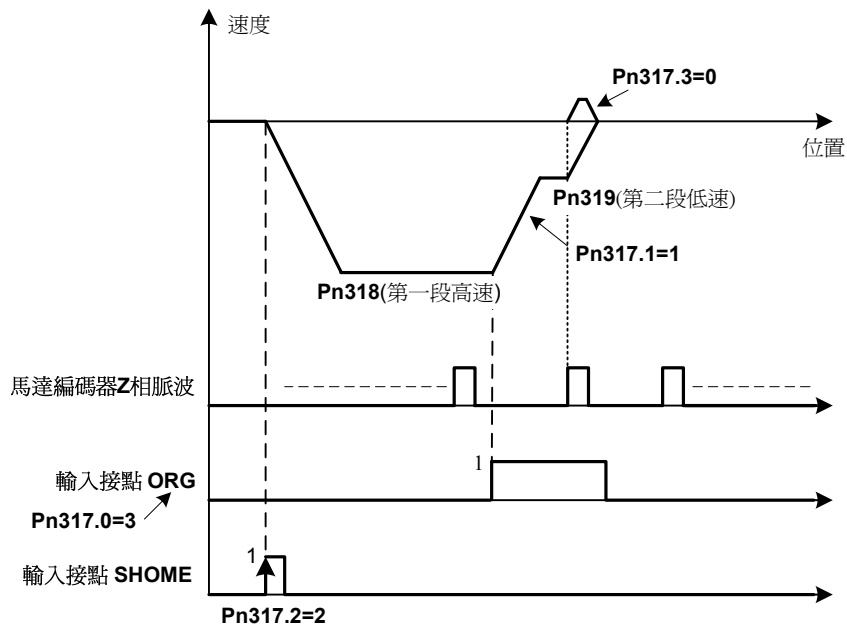 速度
Pn317.3=0
位置
Pn319(第二段低速)
Pn317.1=1
Pn318(第一段高速)
馬達編碼器Z相脈波
1
輸入接點 ORG
Pn317.0=3
1
輸入接點 SHOME
Pn317.2=2